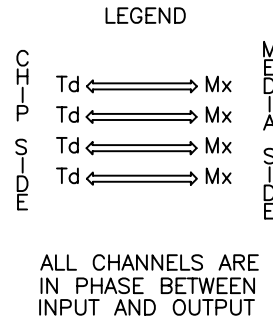 LEGEND
CHIP SIDE
Td Mx
Td Mx
Td Mx
Td Mx
MEDIA SIDE
ALL CHANNELS ARE
IN PHASE BETWEEN
INPUT AND OUTPUT